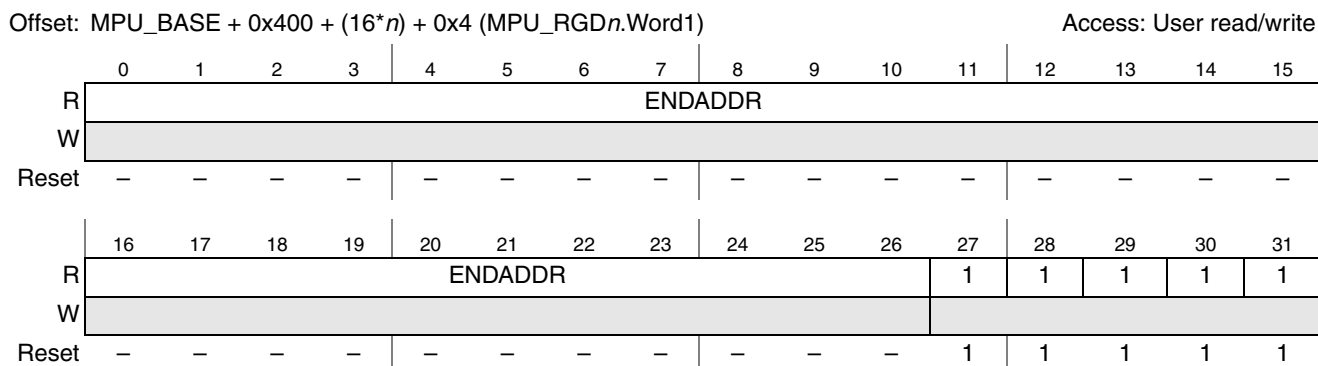 Offset: MPU_BASE + 0x400 + (16*n) + 0x4 (MPU_RGDn.Word1) Access: User read/write
0 1 2 3 4 5 6 7 8 9 10 11 12 13 14 15
R ENDADDR
W
Reset – – – – – – – – – – – – – – – –
16 17 18 19 20 21 22 23 24 25 26 27 28 29 30 31
R ENDADDR 1 1 1 1 1
W
Reset – – – – – – – – – – – 1 1 1 1 1